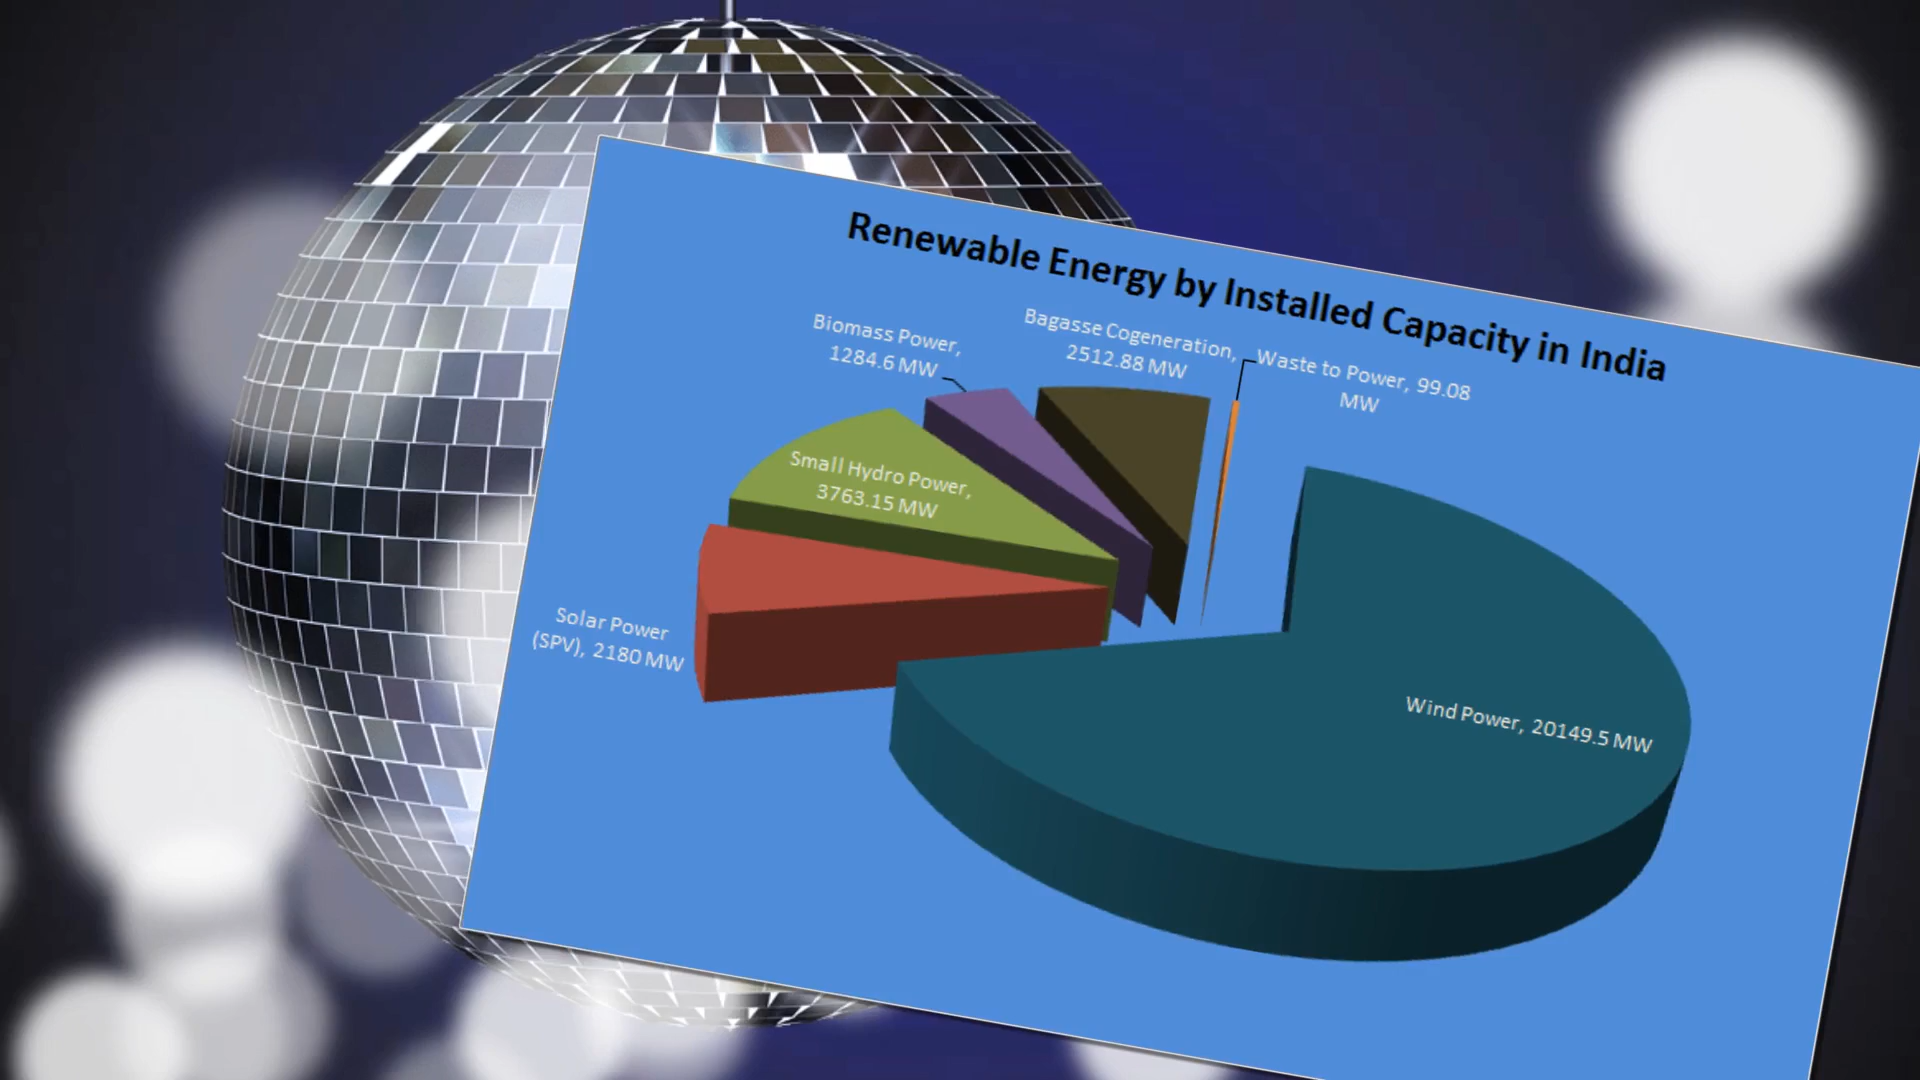 Renewable Energy by Installed Capacity in India
Biomass Power,
1284.6 MW
Bagasse Cogeneration,
2512.88 MW
Waste to Power, 99.08
MW
Small Hydro Power,
3763.15 MW
Solar Power
(SPV), 2180 MW
Wind Power, 20149.5 MW